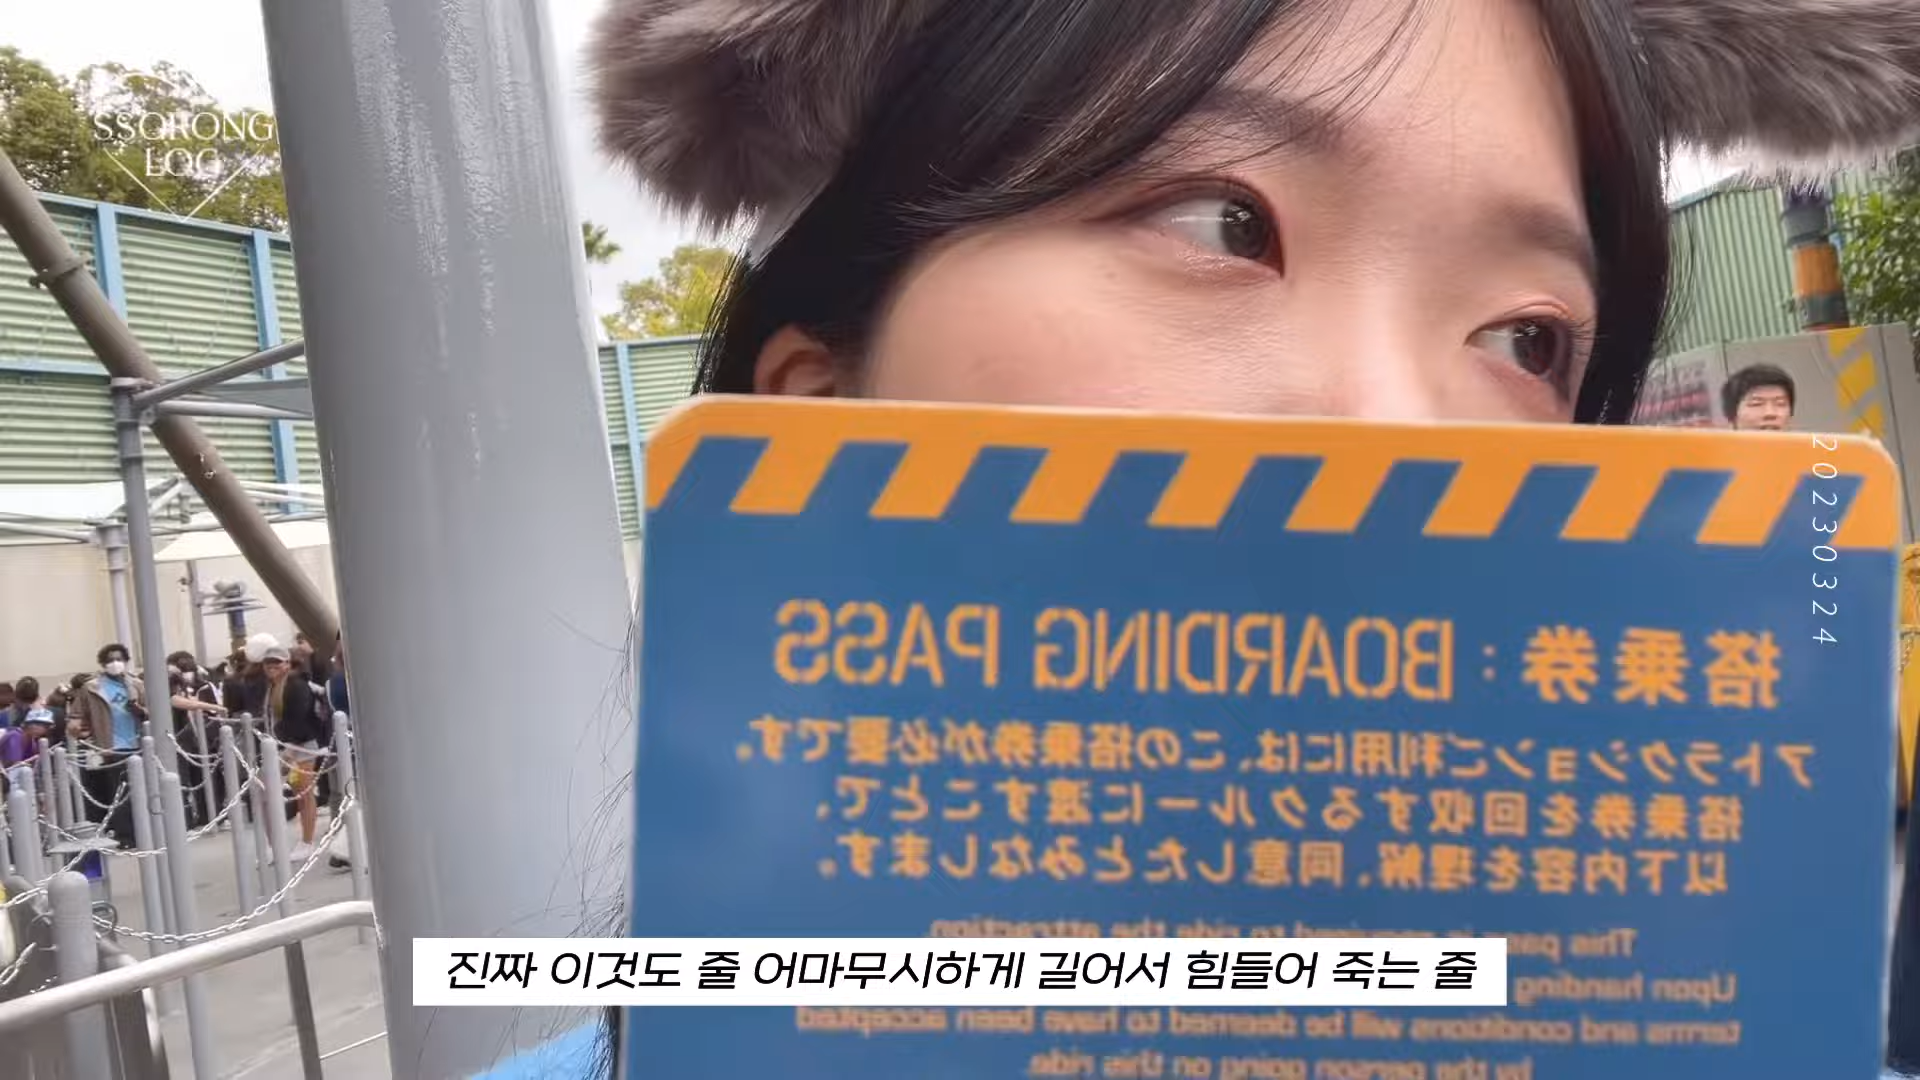 SSORONG
LOG
20230324
搭乗券：BOARDING PASS
アトラクションご利用には、この搭乗券が必要です。
搭乗券を回収するクルーに渡すことで、
以下内容を理解、同意したとみなします。
This pass is required to ride the attraction.
Upon handing
terms and conditions will be deemed to have been accepted
by the person going on this ride.
진짜 이것도 줄 어마무시하게 길어서 힘들어 죽는 줄